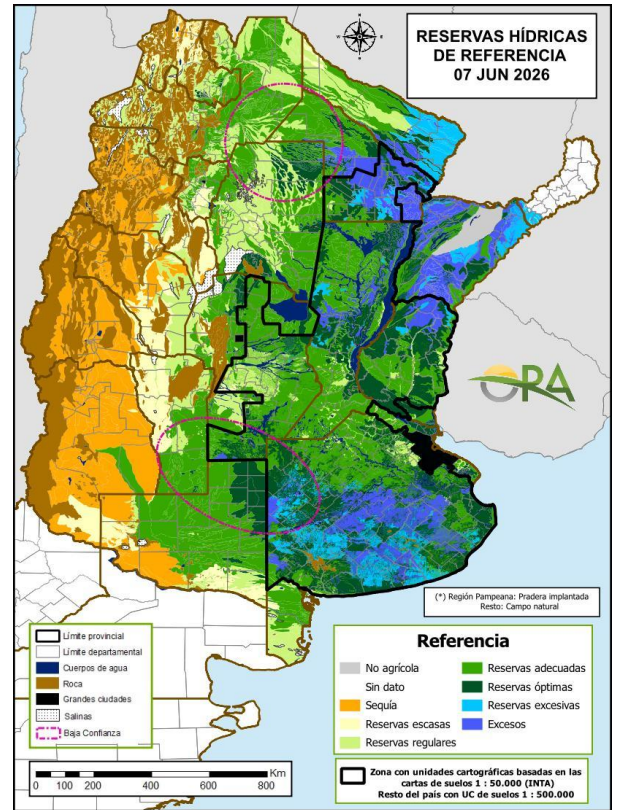 RESERVAS HÍDRICAS
DE REFERENCIA
07 JUN 2026
ORA
(*) Región Pampeana: Pradera implantada
Resto: Campo natural
Límite provincial
Límite departamental
Cuerpos de agua
Roca
Grandes ciudades
Salinas
Baja Confianza
Referencia
No agrícola
Sin dato
Sequía
Reservas escasas
Reservas regulares
Reservas adecuadas
Reservas óptimas
Reservas excesivas
Excesos
Zona con unidades cartográficas basadas en las
cartas de suelos 1 : 50.000 (INTA)
Resto del país con UC de suelos 1 : 500.000
Km
0 100 200 400 600 800